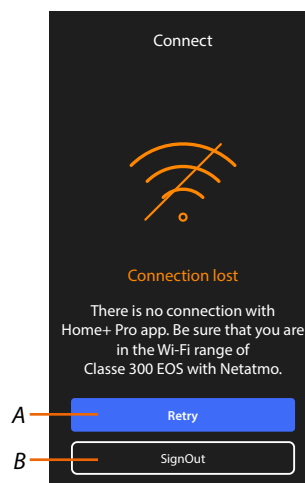 Connect
Connection lost
There is no connection with
Home+ Pro app. Be sure that you are
in the Wi-Fi range of
Classe 300 EOS with Netatmo.
A
Retry
B
SignOut